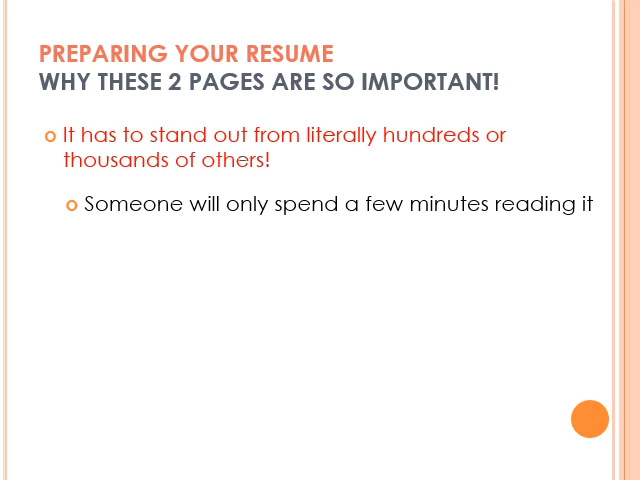 PREPARING YOUR RESUME
WHY THESE 2 PAGES ARE SO IMPORTANT!
It has to stand out from literally hundreds or
thousands of others!
Someone will only spend a few minutes reading it